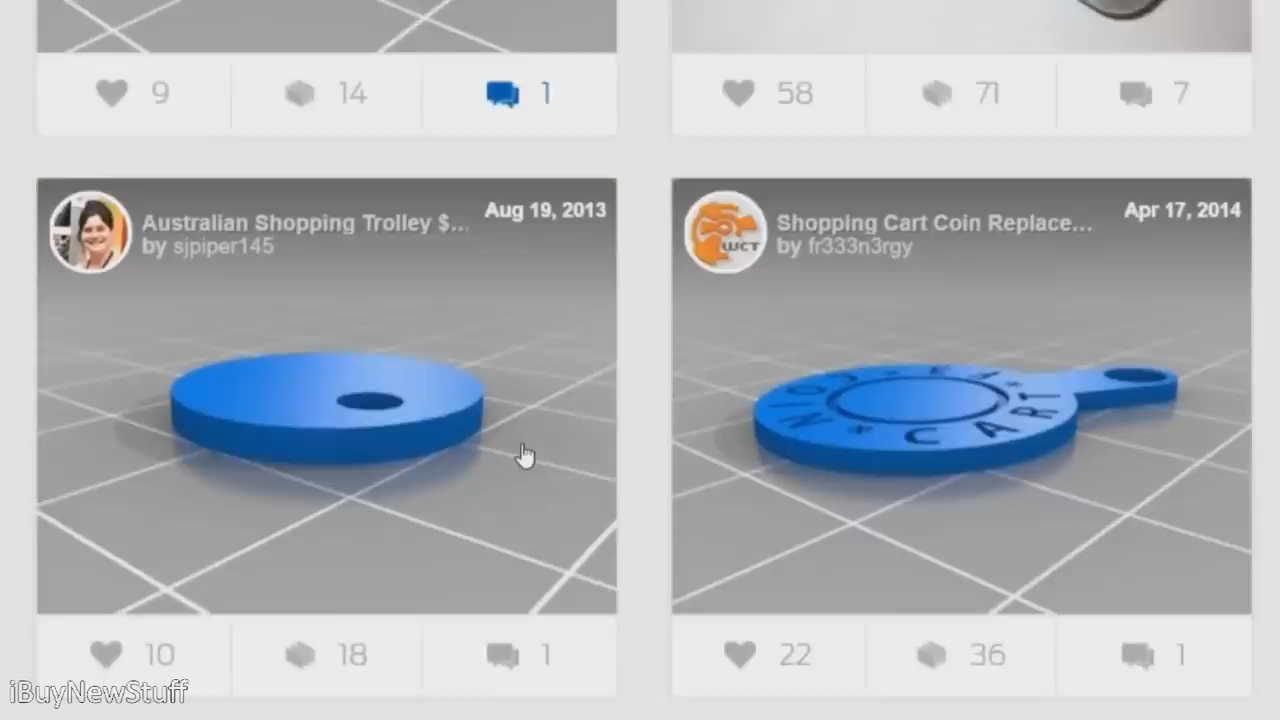 9
14
1
58
71
7
Australian Shopping Trolley $...
by sjpiper145
Aug 19, 2013
WCT
Shopping Cart Coin Replace...
by fr333n3rgy
Apr 17, 2014
COIN * CART *
10
18
1
22
36
1
iBuyNewStuff